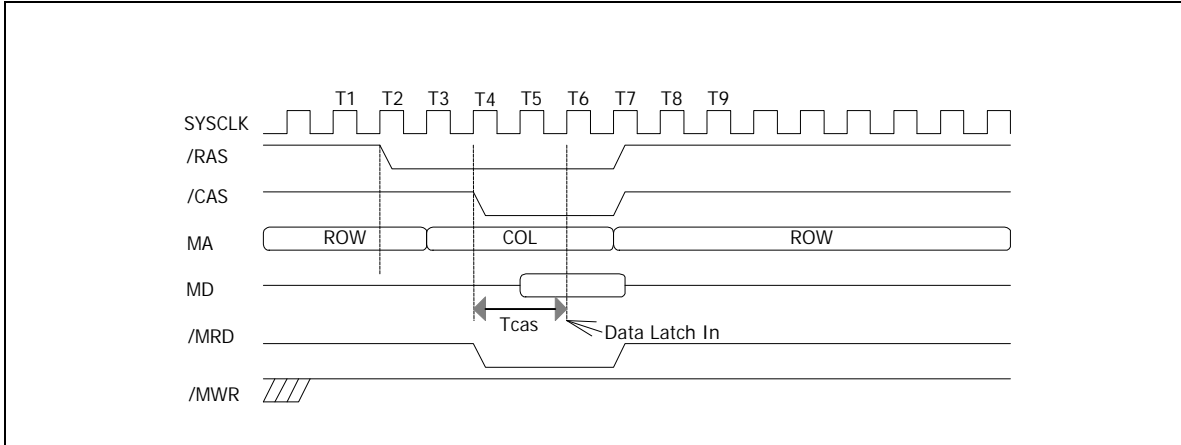 T1 T2 T3 T4 T5 T6 T7 T8 T9
SYSCLK
/RAS
/CAS
MA ROW COL ROW
MD
Tcas
Data Latch In
/MRD
/MWR